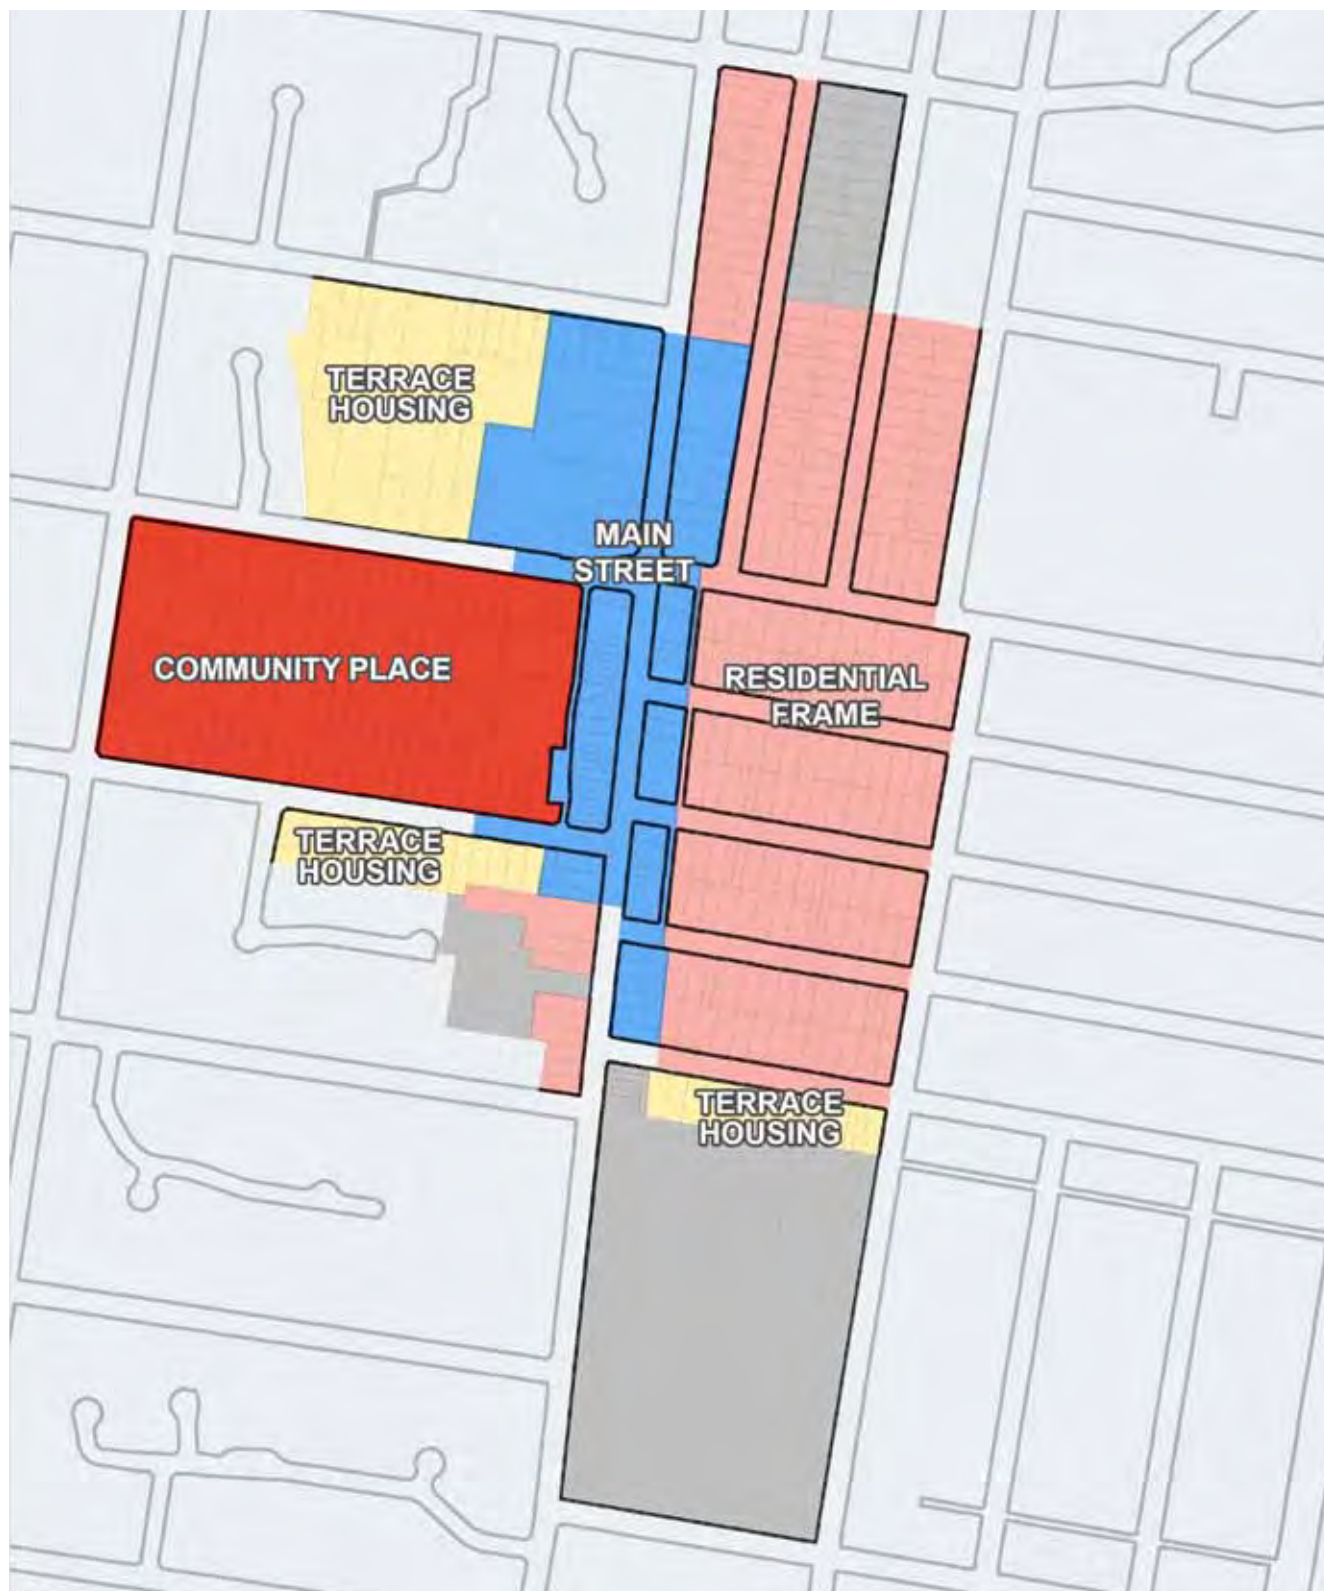 TERRACE
HOUSING
MAIN
STREET
COMMUNITY PLACE
RESIDENTIAL
FRAME
TERRACE
HOUSING
TERRACE
HOUSING